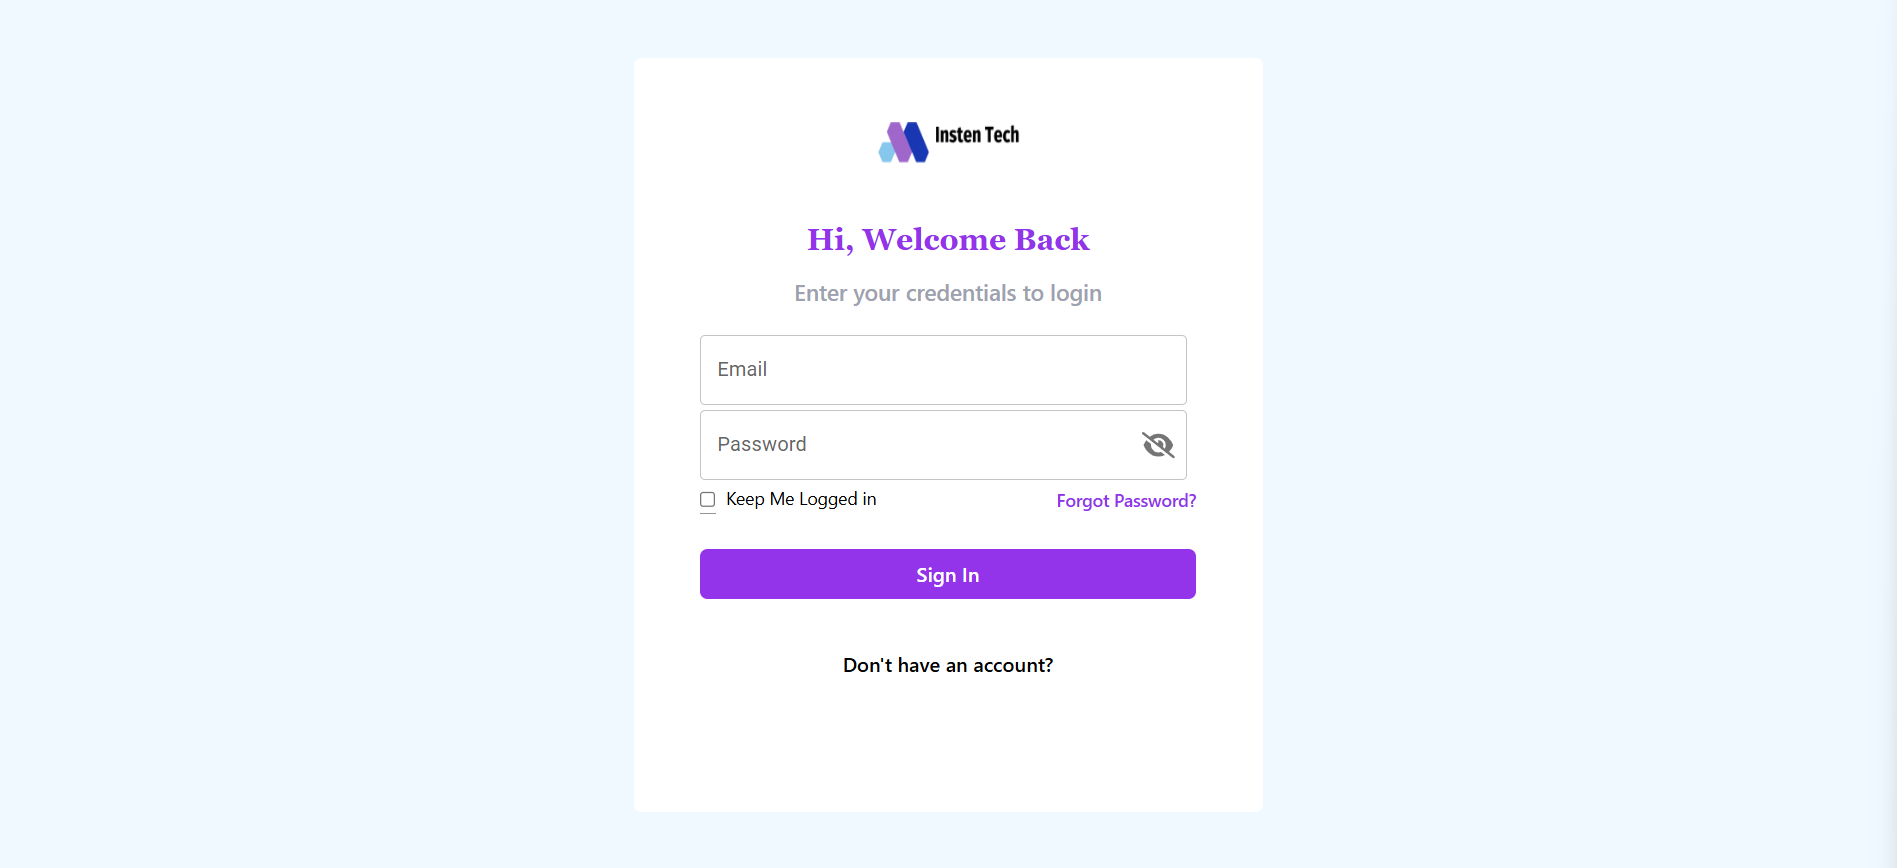 Insten Tech
Hi, Welcome Back
Enter your credentials to login
Email
Password
Keep Me Logged in Forgot Password?
Sign In
Don't have an account?